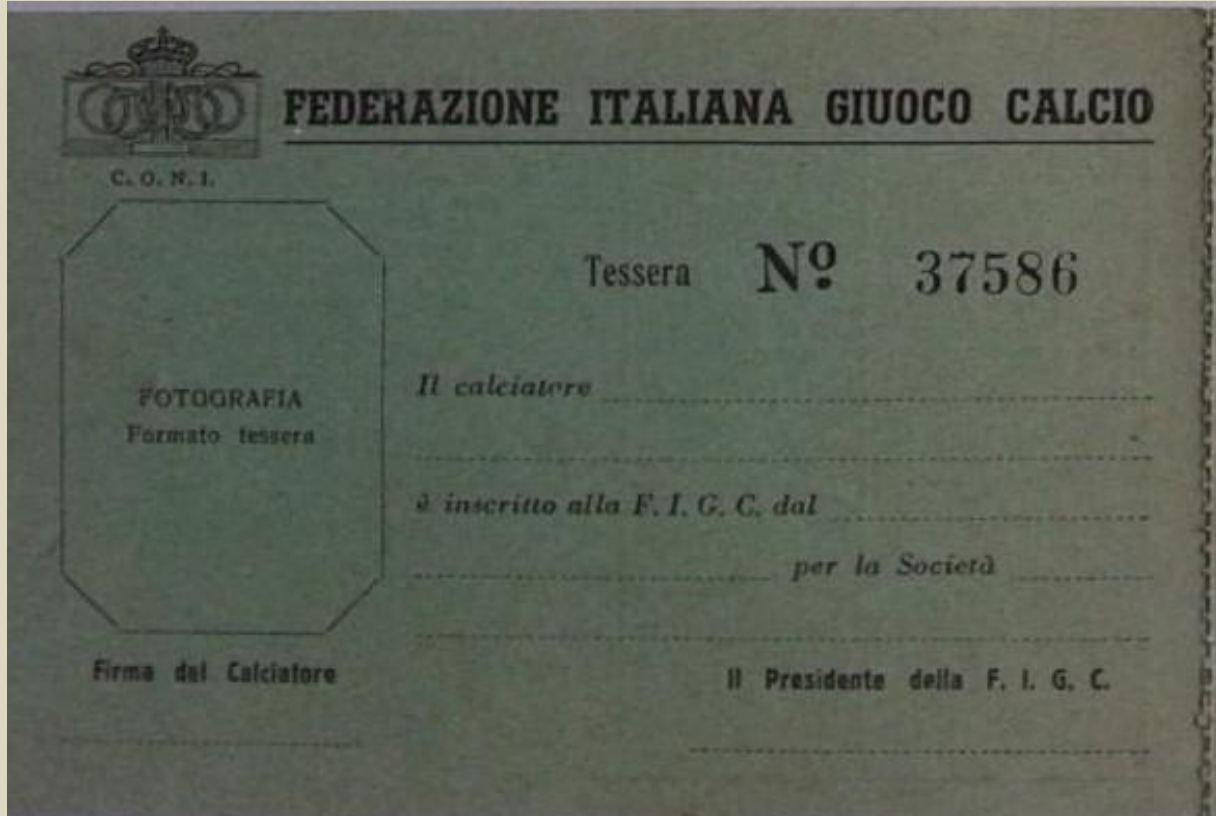 FEDERAZIONE ITALIANA GIUOCO CALCIO
C. O. N. I.
Tessera Nº 37586
FOTOGRAFIA
Formato tessera
Il calciatore
è inscritto alla F. I. G. C. dal
per la Società
Firma del Calciatore
Il Presidente della F. I. G. C.